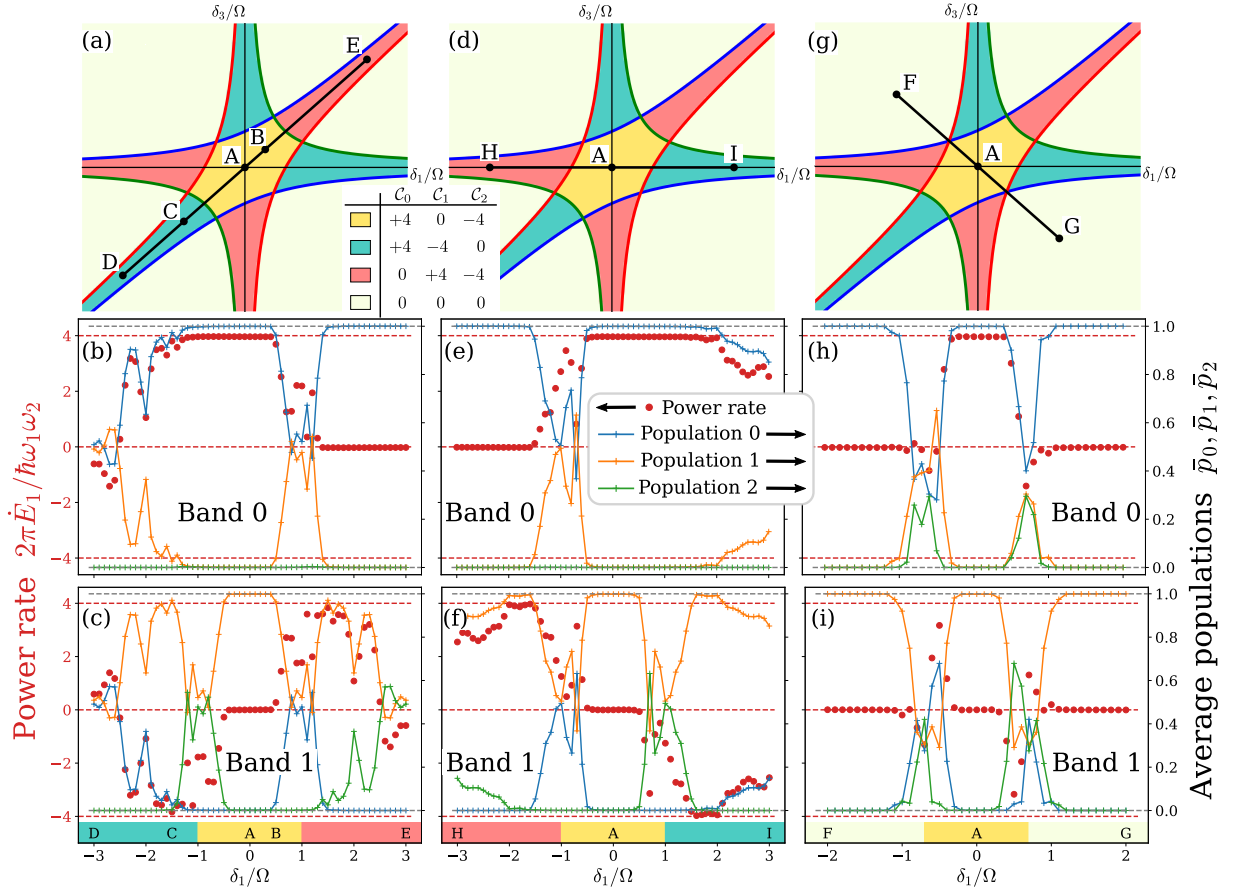 δ₃/Ω
(a)
E
B
A
C
D
δ₁/Ω
δ₃/Ω
(d)
H
A
I
δ₁/Ω
δ₃/Ω
(g)
F
A
G
δ₁/Ω
𝒞₀ 𝒞₁ 𝒞₂
+4 0 −4
+4 −4 0
0 +4 −4
0 0 0
Power rate 2πĖ₁/ħω₁ω₂
4
2
0
−2
−4
(b)
Band 0
(e)
Band 0
(h)
Band 0
Power rate
Population 0
Population 1
Population 2
1.0
0.8
0.6
0.4
0.2
0.0
Average populations p̄₀, p̄₁, p̄₂
4
2
0
−2
−4
(c)
Band 1
D C A B E
−3 −2 −1 0 1 2 3
δ₁/Ω
(f)
Band 1
H A I
−3 −2 −1 0 1 2 3
δ₁/Ω
(i)
Band 1
F A G
−2 −1 0 1 2
δ₁/Ω
1.0
0.8
0.6
0.4
0.2
0.0